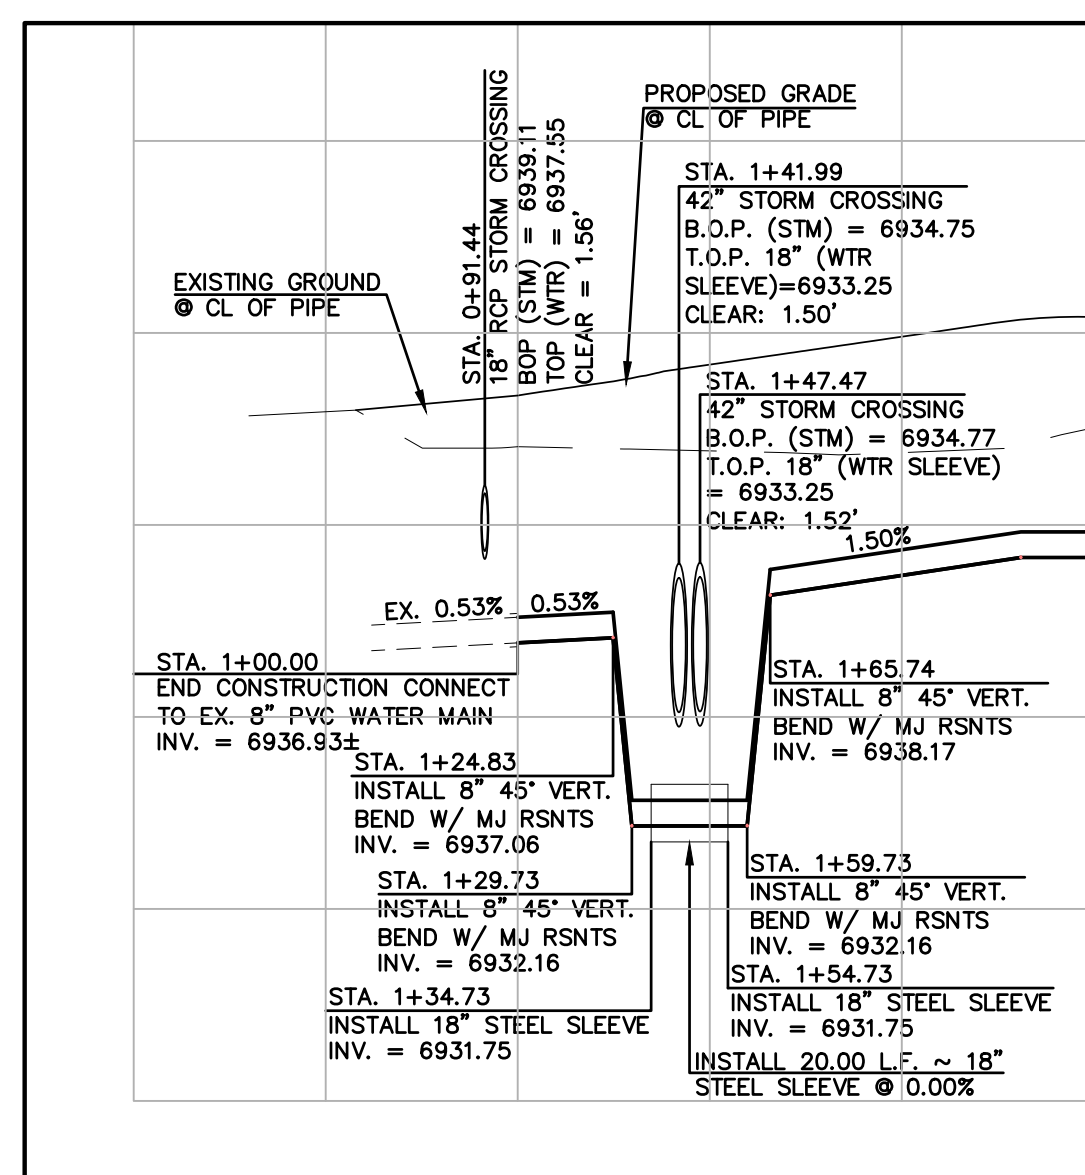 PROPOSED GRADE
@ CL OF PIPE
STA. 0+91.44
18" RCP STORM CROSSING
BOP (STM) = 6939.11
TOP (WTR) = 6937.55
CLEAR = 1.56'
STA. 1+41.99
42" STORM CROSSING
B.O.P. (STM) = 6934.75
T.O.P. 18" (WTR
SLEEVE)=6933.25
CLEAR: 1.50'
EXISTING GROUND
@ CL OF PIPE
STA. 1+47.47
42" STORM CROSSING
B.O.P. (STM) = 6934.77
T.O.P. 18" (WTR SLEEVE)
= 6933.25
CLEAR: 1.52'
1.50%
EX. 0.53%
0.53%
STA. 1+00.00
END CONSTRUCTION CONNECT
TO EX. 8" PVC WATER MAIN
INV. = 6936.93±
STA. 1+65.74
INSTALL 8" 45° VERT.
BEND W/ MJ RSNTS
INV. = 6938.17
STA. 1+24.83
INSTALL 8" 45° VERT.
BEND W/ MJ RSNTS
INV. = 6937.06
STA. 1+29.73
INSTALL 8" 45° VERT.
BEND W/ MJ RSNTS
INV. = 6932.16
STA. 1+59.73
INSTALL 8" 45° VERT.
BEND W/ MJ RSNTS
INV. = 6932.16
STA. 1+34.73
INSTALL 18" STEEL SLEEVE
INV. = 6931.75
STA. 1+54.73
INSTALL 18" STEEL SLEEVE
INV. = 6931.75
INSTALL 20.00 L.F. ~ 18"
STEEL SLEEVE @ 0.00%